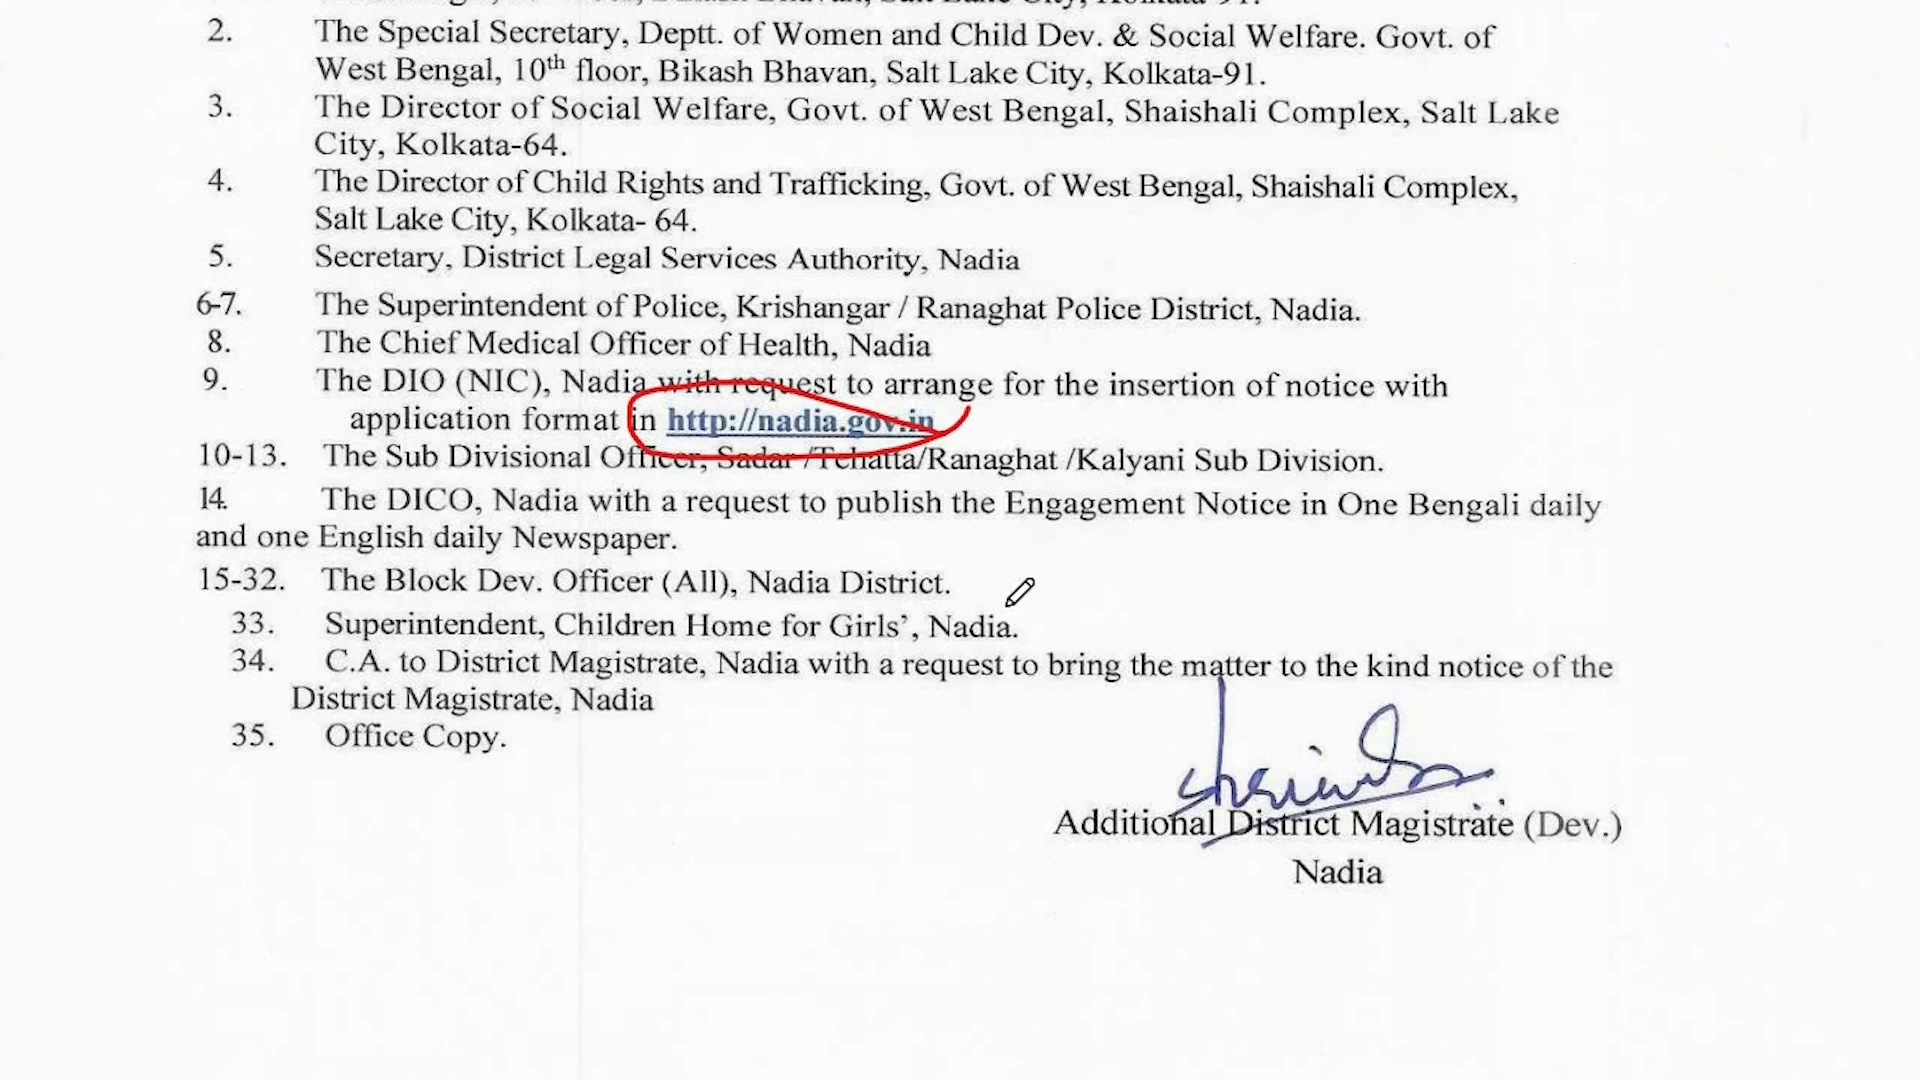 2. The Special Secretary, Deptt. of Women and Child Dev. & Social Welfare. Govt. of
West Bengal, 10th floor, Bikash Bhavan, Salt Lake City, Kolkata-91.
3. The Director of Social Welfare, Govt. of West Bengal, Shaishali Complex, Salt Lake
City, Kolkata-64.
4. The Director of Child Rights and Trafficking, Govt. of West Bengal, Shaishali Complex,
Salt Lake City, Kolkata- 64.
5. Secretary, District Legal Services Authority, Nadia
6-7. The Superintendent of Police, Krishangar / Ranaghat Police District, Nadia.
8. The Chief Medical Officer of Health, Nadia
9. The DIO (NIC), Nadia with request to arrange for the insertion of notice with
application format in http://nadia.gov.in
10-13. The Sub Divisional Officer, Sadar /Tehatta/Ranaghat /Kalyani Sub Division.
14. The DICO, Nadia with a request to publish the Engagement Notice in One Bengali daily
and one English daily Newspaper.
15-32. The Block Dev. Officer (All), Nadia District.
33. Superintendent, Children Home for Girls’, Nadia.
34. C.A. to District Magistrate, Nadia with a request to bring the matter to the kind notice of the
District Magistrate, Nadia
35. Office Copy.
Additional District Magistrate (Dev.)
Nadia